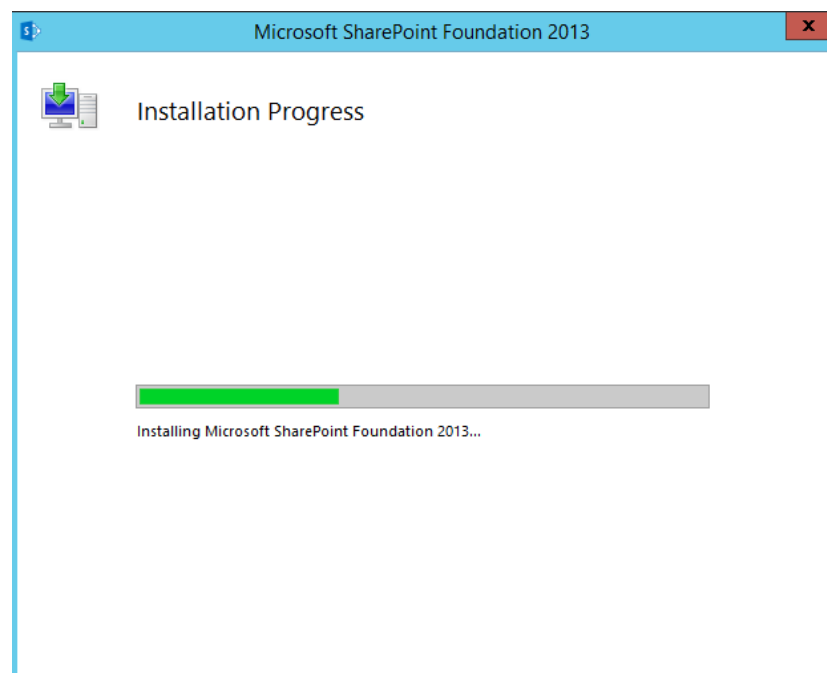 Microsoft SharePoint Foundation 2013
Installation Progress
Installing Microsoft SharePoint Foundation 2013...